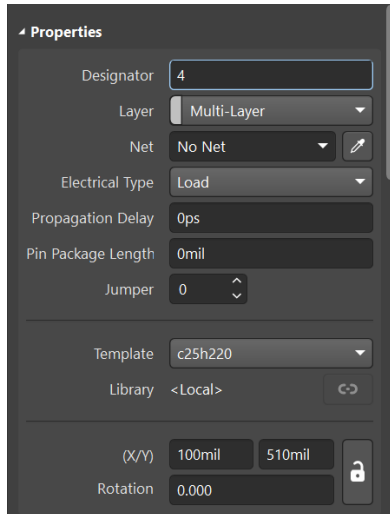 Properties
Designator 4
Layer Multi-Layer
Net No Net
Electrical Type Load
Propagation Delay 0ps
Pin Package Length 0mil
Jumper 0
Template c25h220
Library <Local>
(X/Y) 100mil 510mil
Rotation 0.000